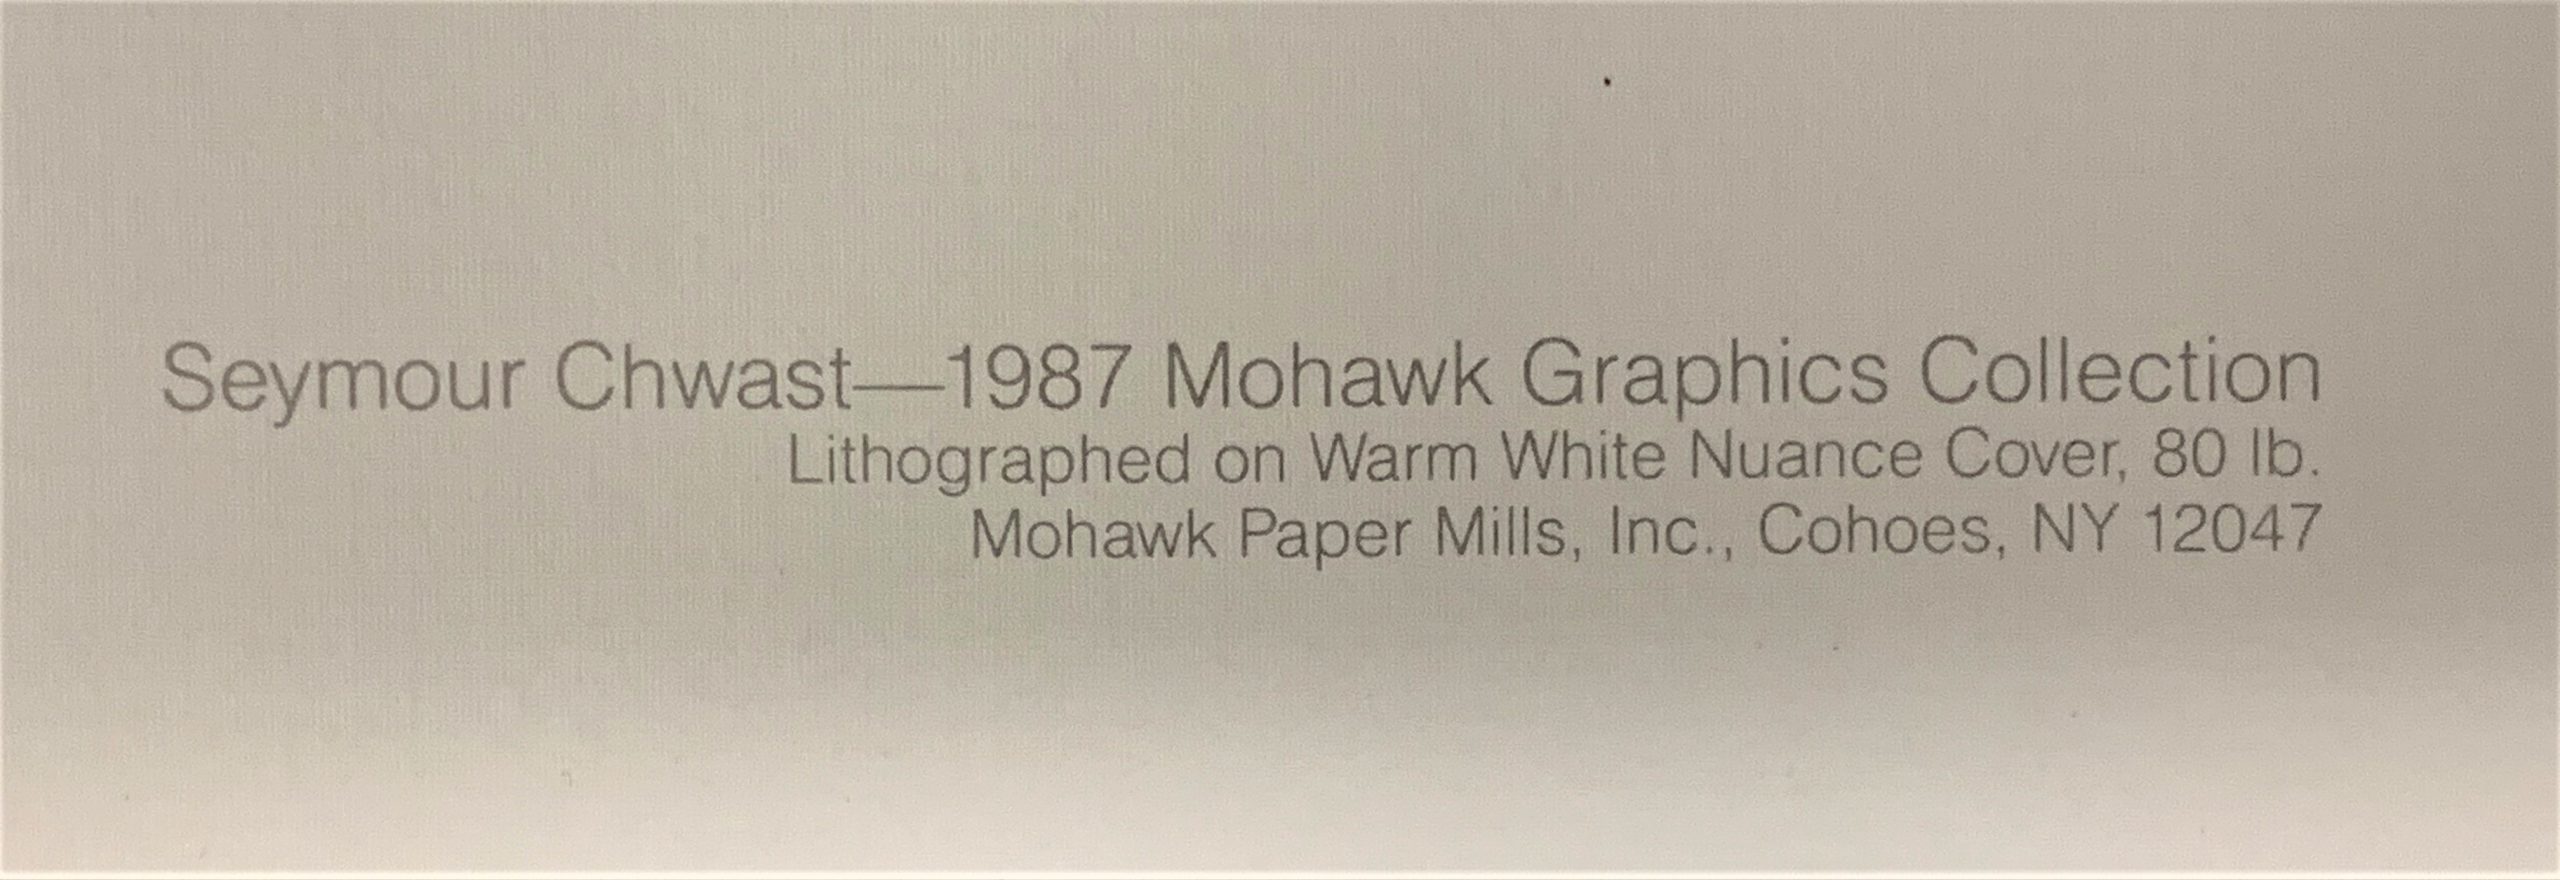 Seymour Chwast—1987 Mohawk Graphics Collection
Lithographed on Warm White Nuance Cover, 80 lb.
Mohawk Paper Mills, Inc., Cohoes, NY 12047